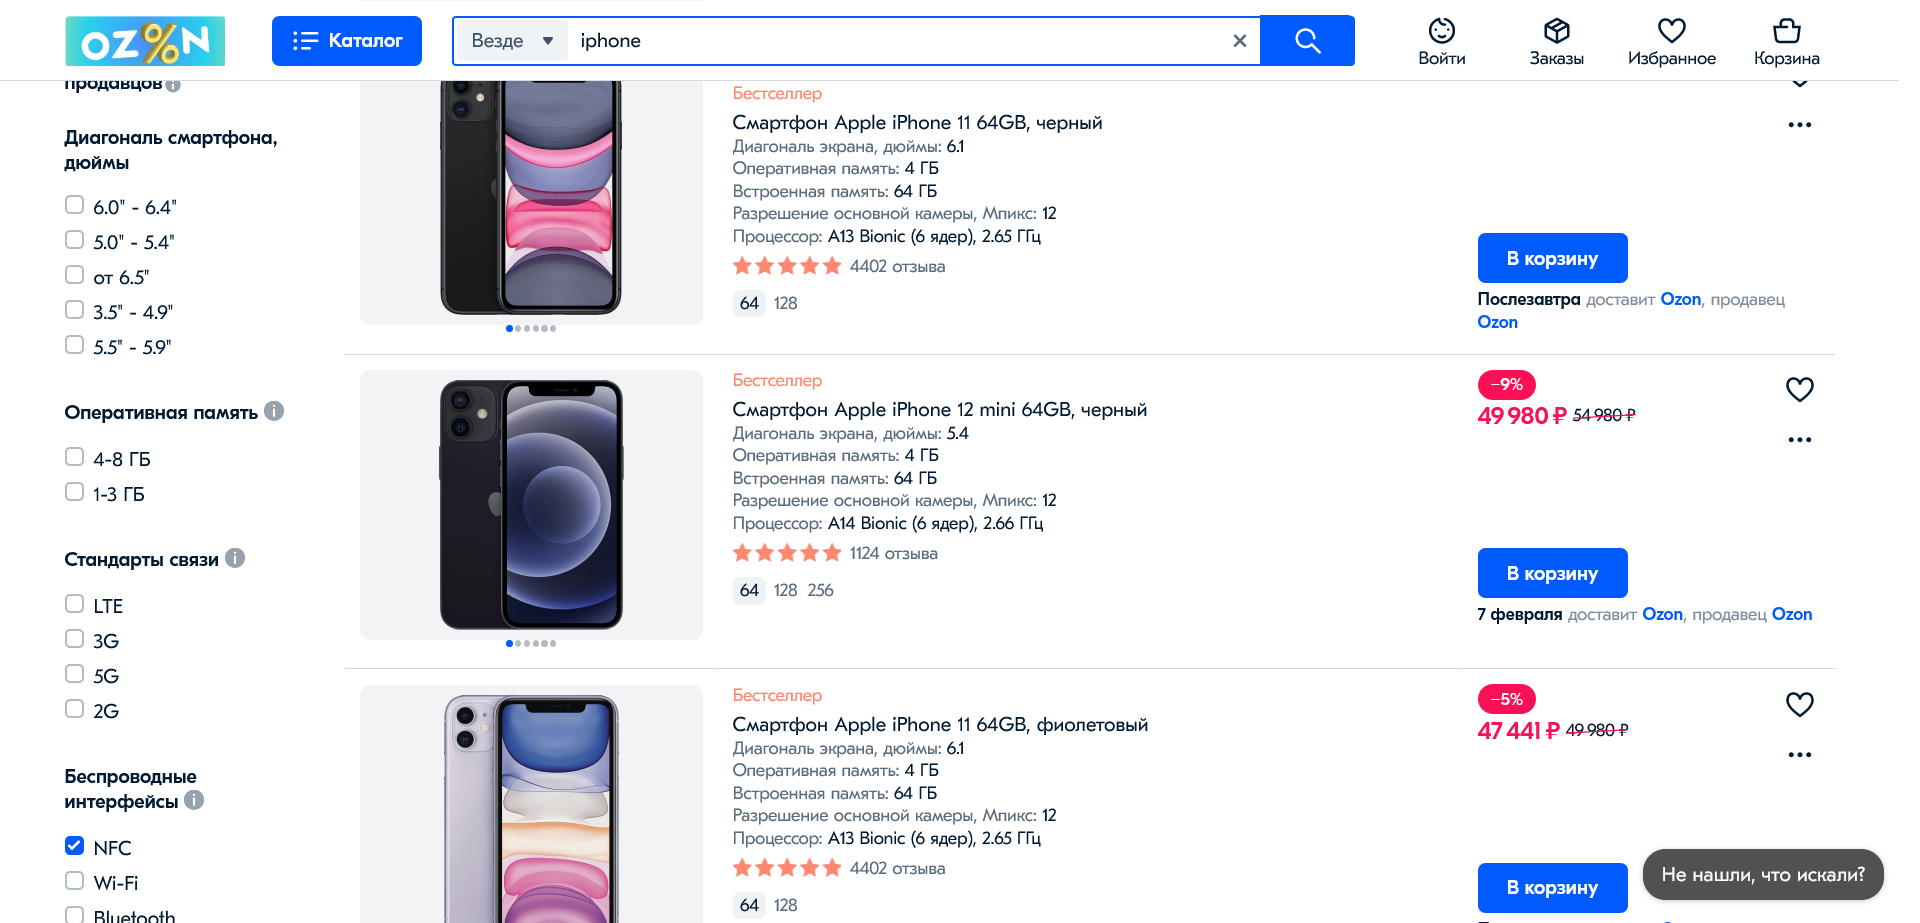 OZ%N
Каталог
Везде
iphone
Войти
Заказы
Избранное
Корзина
продавцов
Диагональ смартфона,
дюймы
6.0" - 6.4"
5.0" - 5.4"
от 6.5"
3.5" - 4.9"
5.5" - 5.9"
Оперативная память
4-8 ГБ
1-3 ГБ
Стандарты связи
LTE
3G
5G
2G
Беспроводные
интерфейсы
NFC
Wi-Fi
Bluetooth
Бестселлер
Смартфон Apple iPhone 11 64GB, черный
Диагональ экрана, дюймы: 6.1
Оперативная память: 4 ГБ
Встроенная память: 64 ГБ
Разрешение основной камеры, Мпикс: 12
Процессор: A13 Bionic (6 ядер), 2.65 ГГц
4402 отзыва
64 128
В корзину
Послезавтра доставит Ozon, продавец
Ozon
Бестселлер
Смартфон Apple iPhone 12 mini 64GB, черный
Диагональ экрана, дюймы: 5.4
Оперативная память: 4 ГБ
Встроенная память: 64 ГБ
Разрешение основной камеры, Мпикс: 12
Процессор: A14 Bionic (6 ядер), 2.66 ГГц
1124 отзыва
64 128 256
−9%
49 980 ₽ 54 980 ₽
В корзину
7 февраля доставит Ozon, продавец Ozon
Бестселлер
Смартфон Apple iPhone 11 64GB, фиолетовый
Диагональ экрана, дюймы: 6.1
Оперативная память: 4 ГБ
Встроенная память: 64 ГБ
Разрешение основной камеры, Мпикс: 12
Процессор: A13 Bionic (6 ядер), 2.65 ГГц
4402 отзыва
64 128
−5%
47 441 ₽ 49 980 ₽
В корзину
Не нашли, что искали?